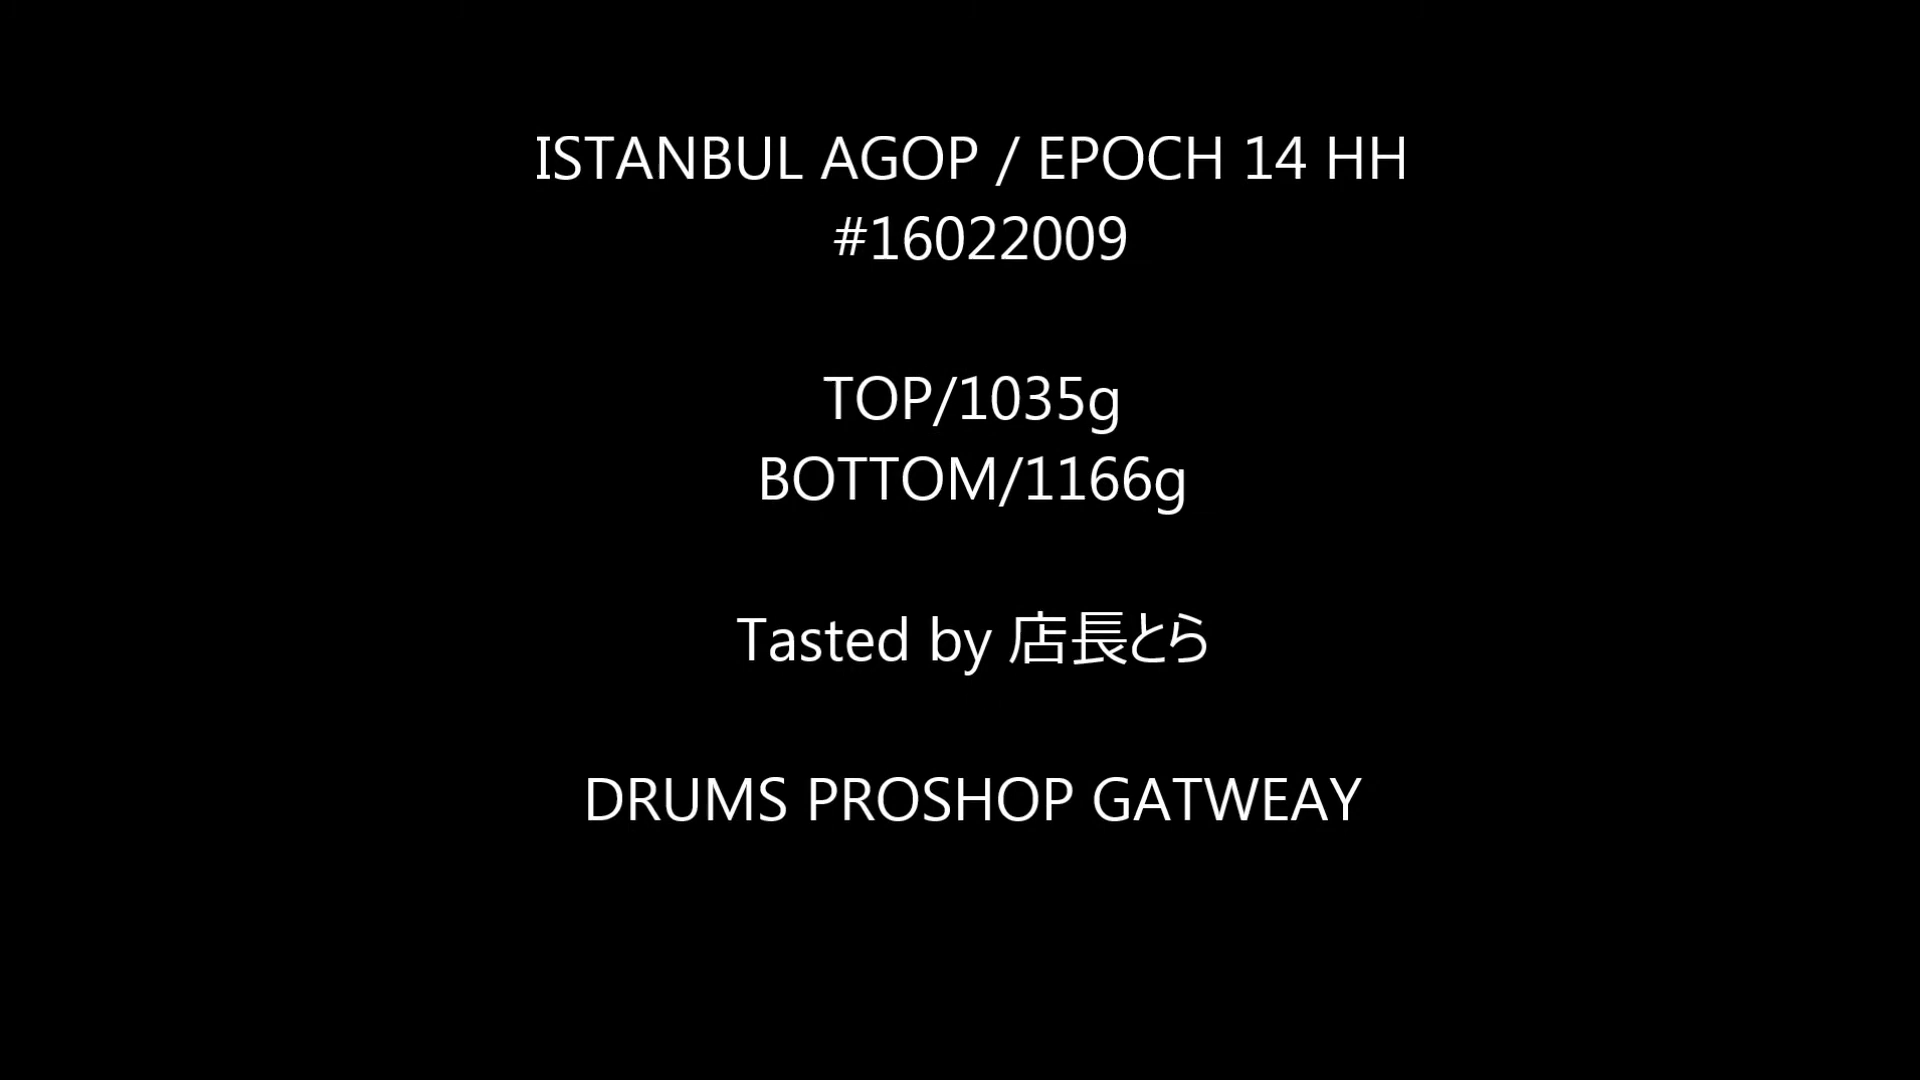 ISTANBUL AGOP / EPOCH 14 HH
#16022009
TOP/1035g
BOTTOM/1166g
Tasted by 店長とら
DRUMS PROSHOP GATWEAY